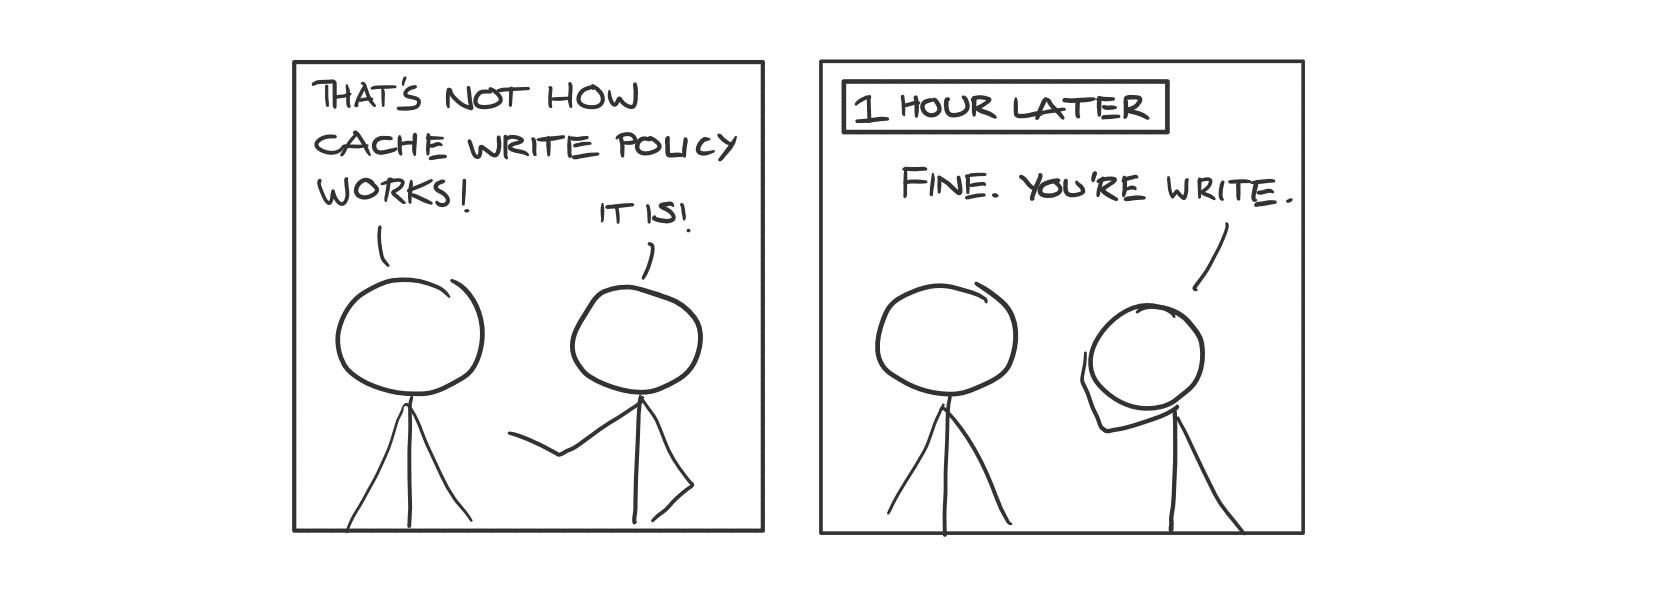 THAT'S NOT HOW
CACHE WRITE POLICY
WORKS!
IT IS!
1 HOUR LATER
FINE. YOU'RE WRITE.